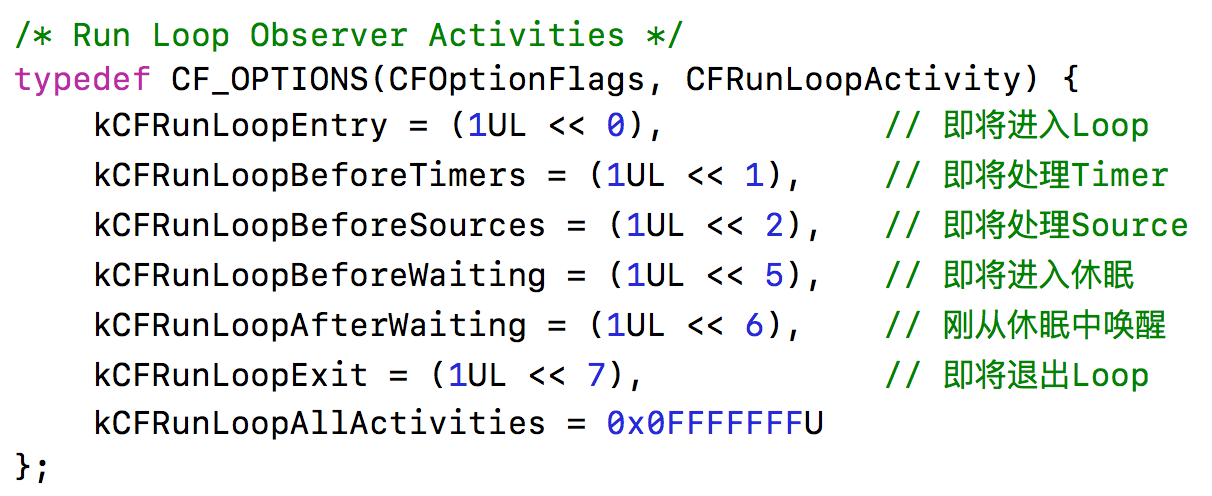 /* Run Loop Observer Activities */
typedef CF_OPTIONS(CFOptionFlags, CFRunLoopActivity) {
    kCFRunLoopEntry = (1UL << 0),           // 即将进入Loop
    kCFRunLoopBeforeTimers = (1UL << 1),    // 即将处理Timer
    kCFRunLoopBeforeSources = (1UL << 2),   // 即将处理Source
    kCFRunLoopBeforeWaiting = (1UL << 5),   // 即将进入休眠
    kCFRunLoopAfterWaiting = (1UL << 6),    // 刚从休眠中唤醒
    kCFRunLoopExit = (1UL << 7),            // 即将退出Loop
    kCFRunLoopAllActivities = 0x0FFFFFFFU
};